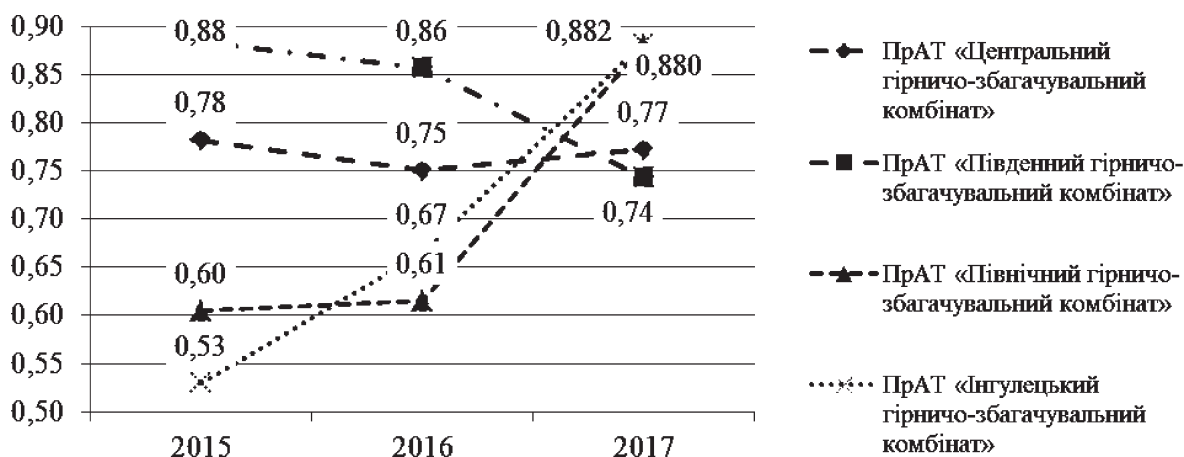 0,90
0,85
0,80
0,75
0,70
0,65
0,60
0,55
0,50
0,88
0,86
0,882
0,880
0,78
0,75
0,77
0,67
0,74
0,60
0,61
0,53
2015
2016
2017
ПрАТ «Центральний
гірничо-збагачувальний
комбінат»
ПрАТ «Південний гірничо-
збагачувальний комбінат»
ПрАТ «Північний гірничо-
збагачувальний комбінат»
ПрАТ «Інгулецький
гірничо-збагачувальний
комбінат»